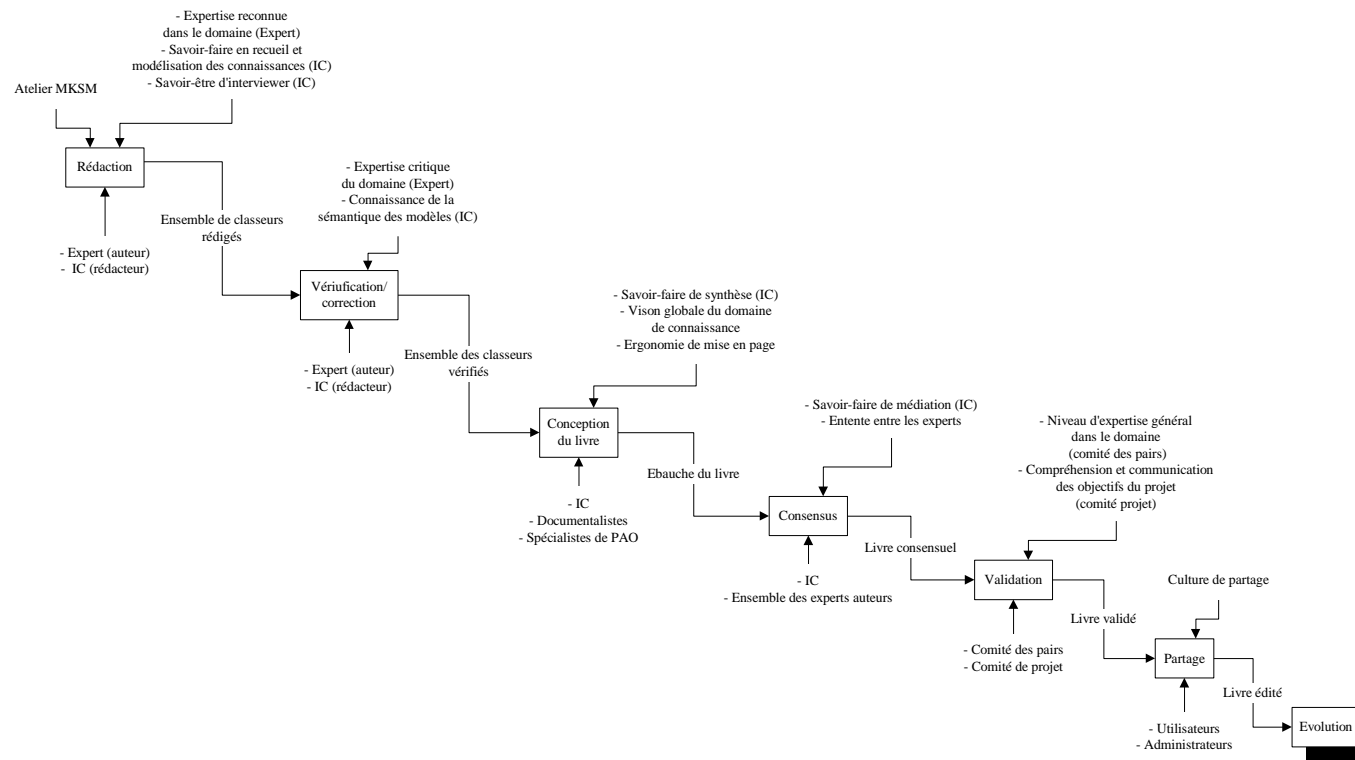 - Expertise reconnue
dans le domaine (Expert)
- Savoir-faire en recueil et
modélisation des connaissances (IC)
- Savoir-être d'interviewer (IC)
Atelier MKSM
Rédaction
- Expert (auteur)
- IC (rédacteur)
Ensemble de classeurs
rédigés
- Expertise critique
du domaine (Expert)
- Connaissance de la
sémantique des modèles (IC)
Vériufication/
correction
- Expert (auteur)
- IC (rédacteur)
Ensemble des classeurs
vérifiés
- Savoir-faire de synthèse (IC)
- Vison globale du domaine
de connaissance
- Ergonomie de mise en page
Conception
du livre
- IC
- Documentalistes
- Spécialistes de PAO
Ebauche du livre
- Savoir-faire de médiation (IC)
- Entente entre les experts
Consensus
- IC
- Ensemble des experts auteurs
Livre consensuel
- Niveau d'expertise général
dans le domaine
(comité des pairs)
- Compréhension et communication
des objectifs du projet
(comité projet)
Validation
- Comité des pairs
- Comité de projet
Livre validé
Culture de partage
Partage
- Utilisateurs
- Administrateurs
Livre édité
Evolution